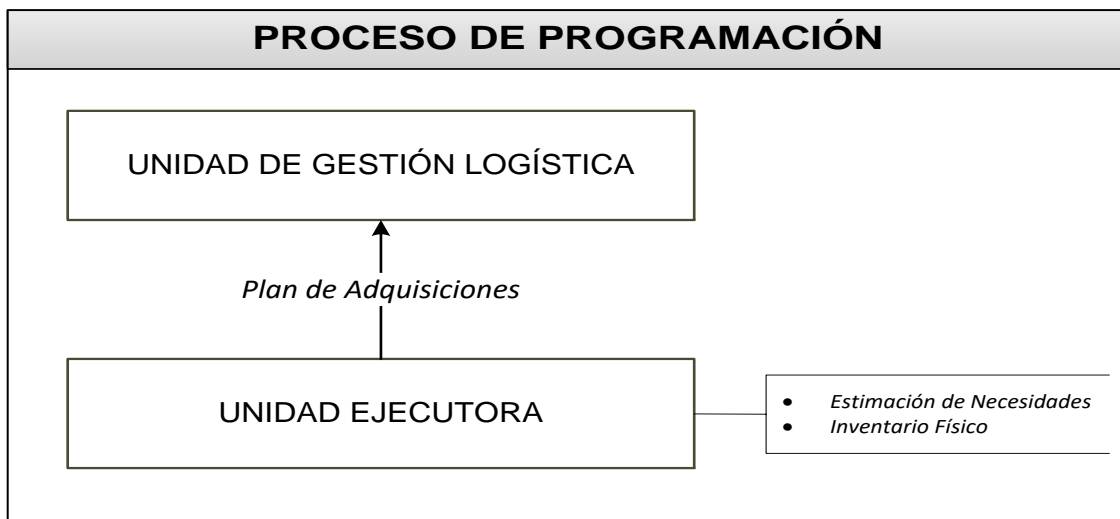 PROCESO DE PROGRAMACIÓN
UNIDAD DE GESTIÓN LOGÍSTICA
Plan de Adquisiciones
UNIDAD EJECUTORA
• Estimación de Necesidades
• Inventario Físico